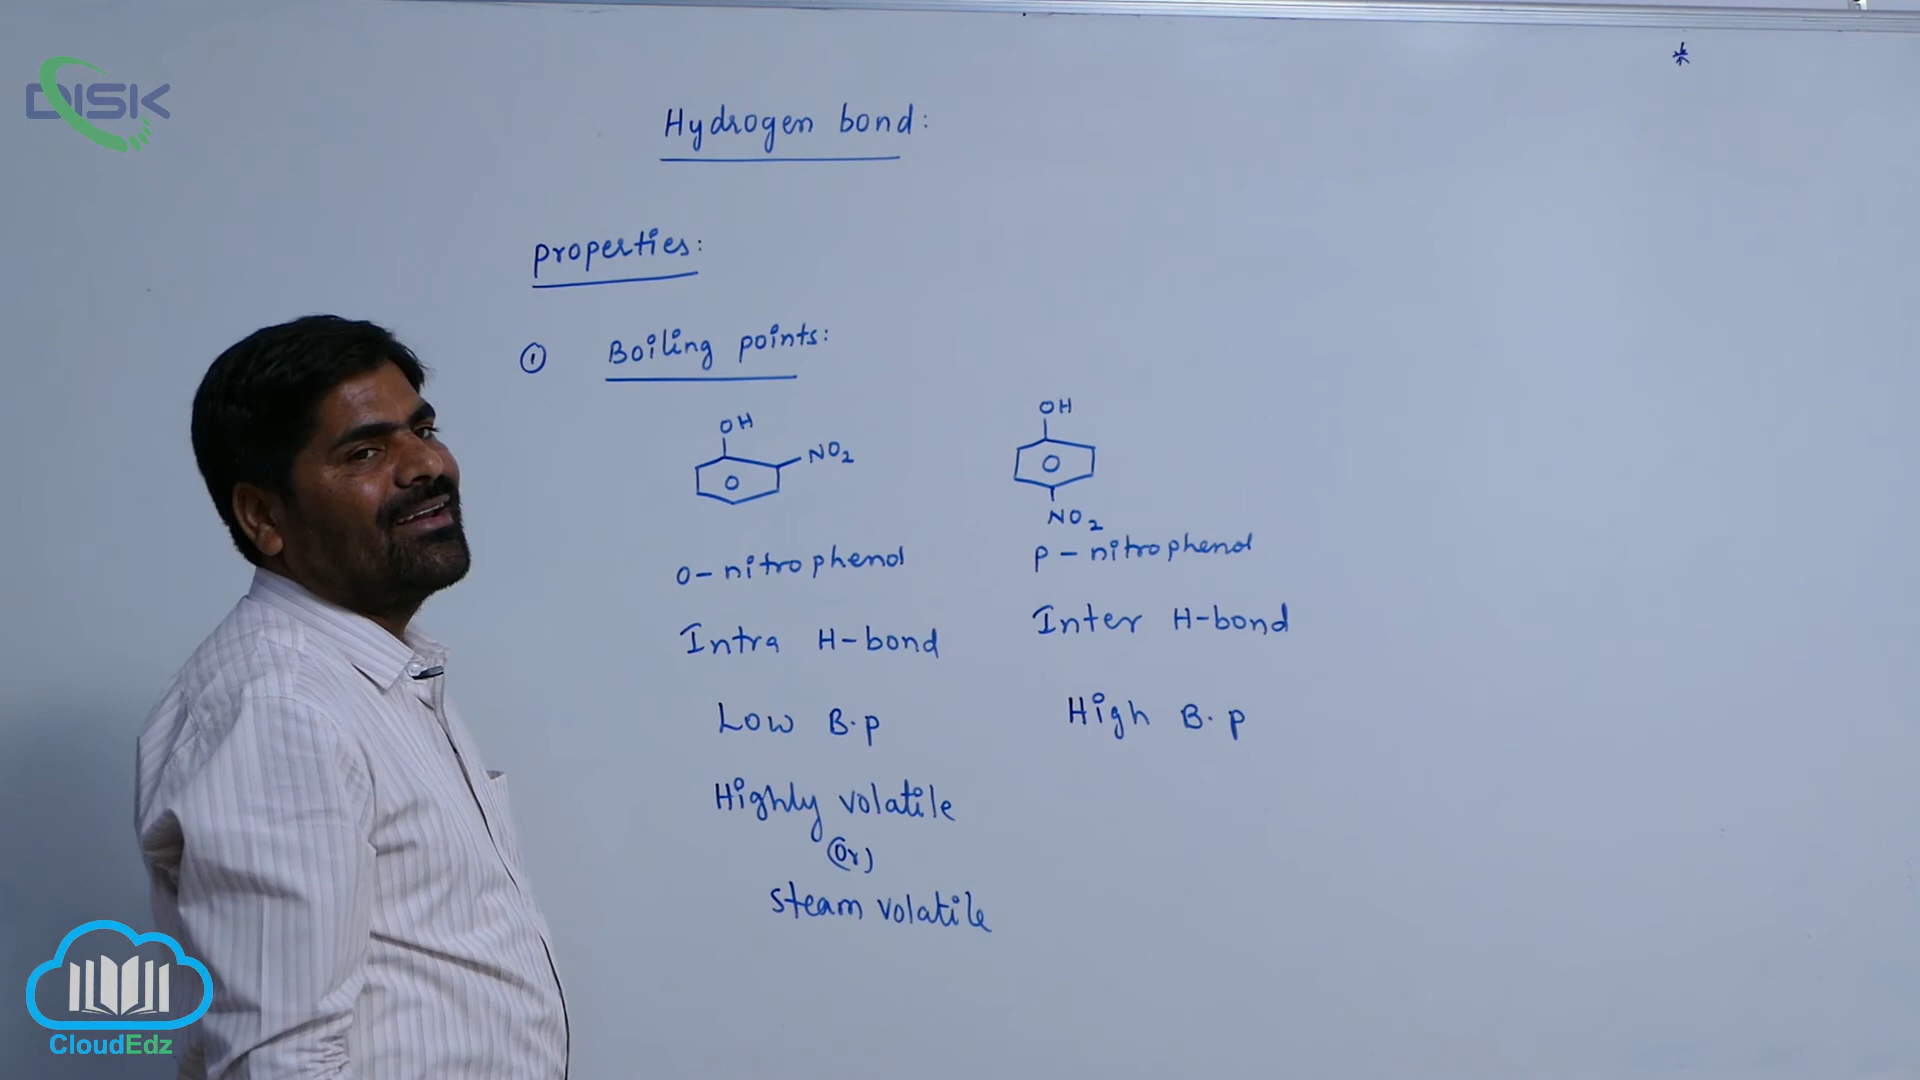 DISK
*
Hydrogen bond:
properties:
① Boiling points:
OH
NO2
OH
NO2
o-nitrophenol
p-nitrophenol
Intra H-bond
Inter H-bond
Low B.p
High B.p
Highly volatile
(or)
steam volatile
CloudEdz